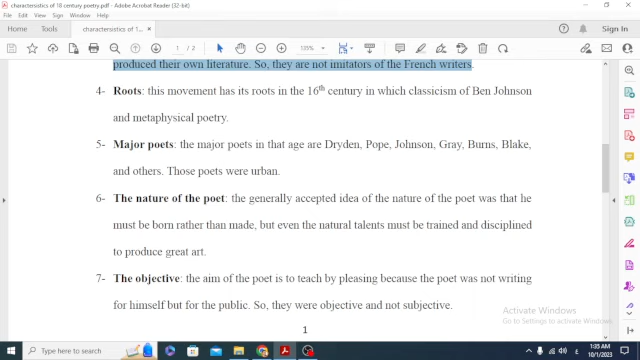 characteristics of 18 century poetry.pdf - Adobe Acrobat Reader (32-bit)
File Edit View Sign Window Help
Home Tools characteristics of 1... × Sign In
1 / 2 135%
produced their own literature. So, they are not imitators of the French writers.
4- Roots: this movement has its roots in the 16th century in which classicism of Ben Johnson
and metaphysical poetry.
5- Major poets: the major poets in that age are Dryden, Pope, Johnson, Gray, Burns, Blake,
and others. Those poets were urban.
6- The nature of the poet: the generally accepted idea of the nature of the poet was that he
must be born rather than made, but even the natural talents must be trained and disciplined
to produce great art.
7- The objective: the aim of the poet is to teach by pleasing because the poet was not writing
for himself but for the public. So, they were objective and not subjective.
1
Activate Windows
Go to Settings to activate Windows.
Type here to search
ع 1:35 AM
10/1/2023